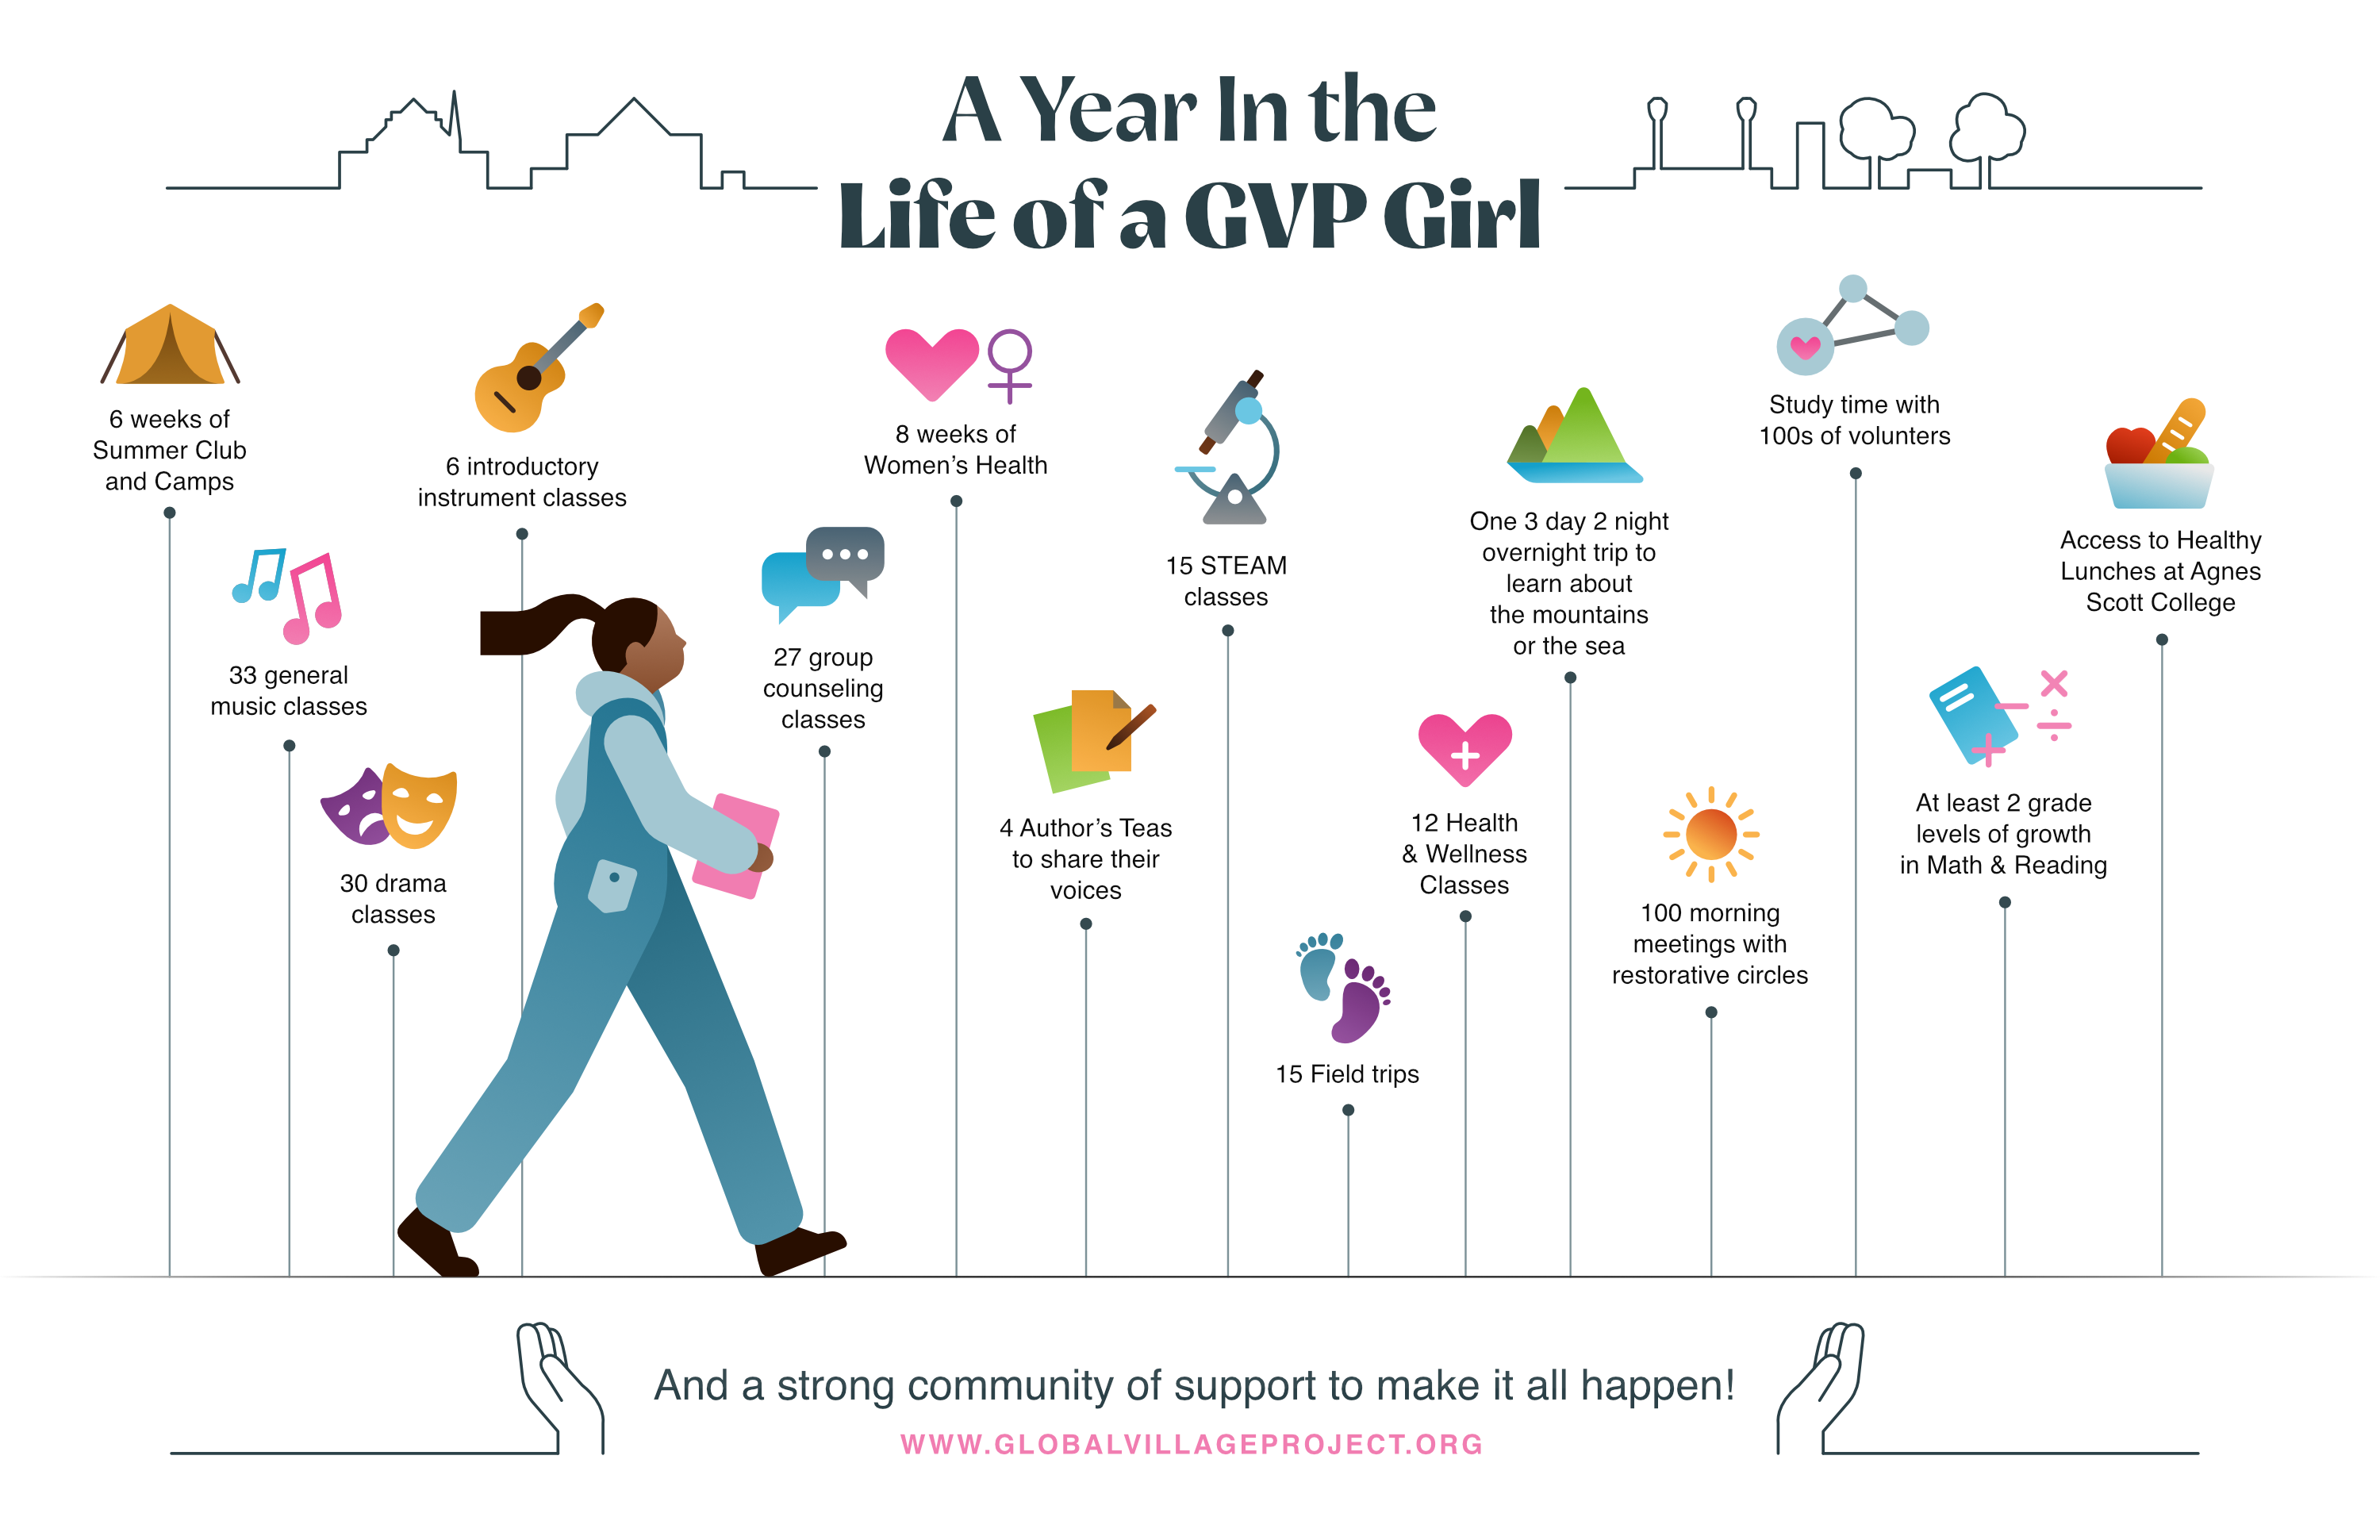 A Year In the
Life of a GVP Girl
6 weeks of
Summer Club
and Camps
33 general
music classes
30 drama
classes
6 introductory
instrument classes
27 group
counseling
classes
8 weeks of
Women’s Health
4 Author’s Teas
to share their
voices
15 STEAM
classes
15 Field trips
12 Health
& Wellness
Classes
One 3 day 2 night
overnight trip to
learn about
the mountains
or the sea
100 morning
meetings with
restorative circles
Study time with
100s of volunters
At least 2 grade
levels of growth
in Math & Reading
Access to Healthy
Lunches at Agnes
Scott College
And a strong community of support to make it all happen!
WWW.GLOBALVILLAGEPROJECT.ORG